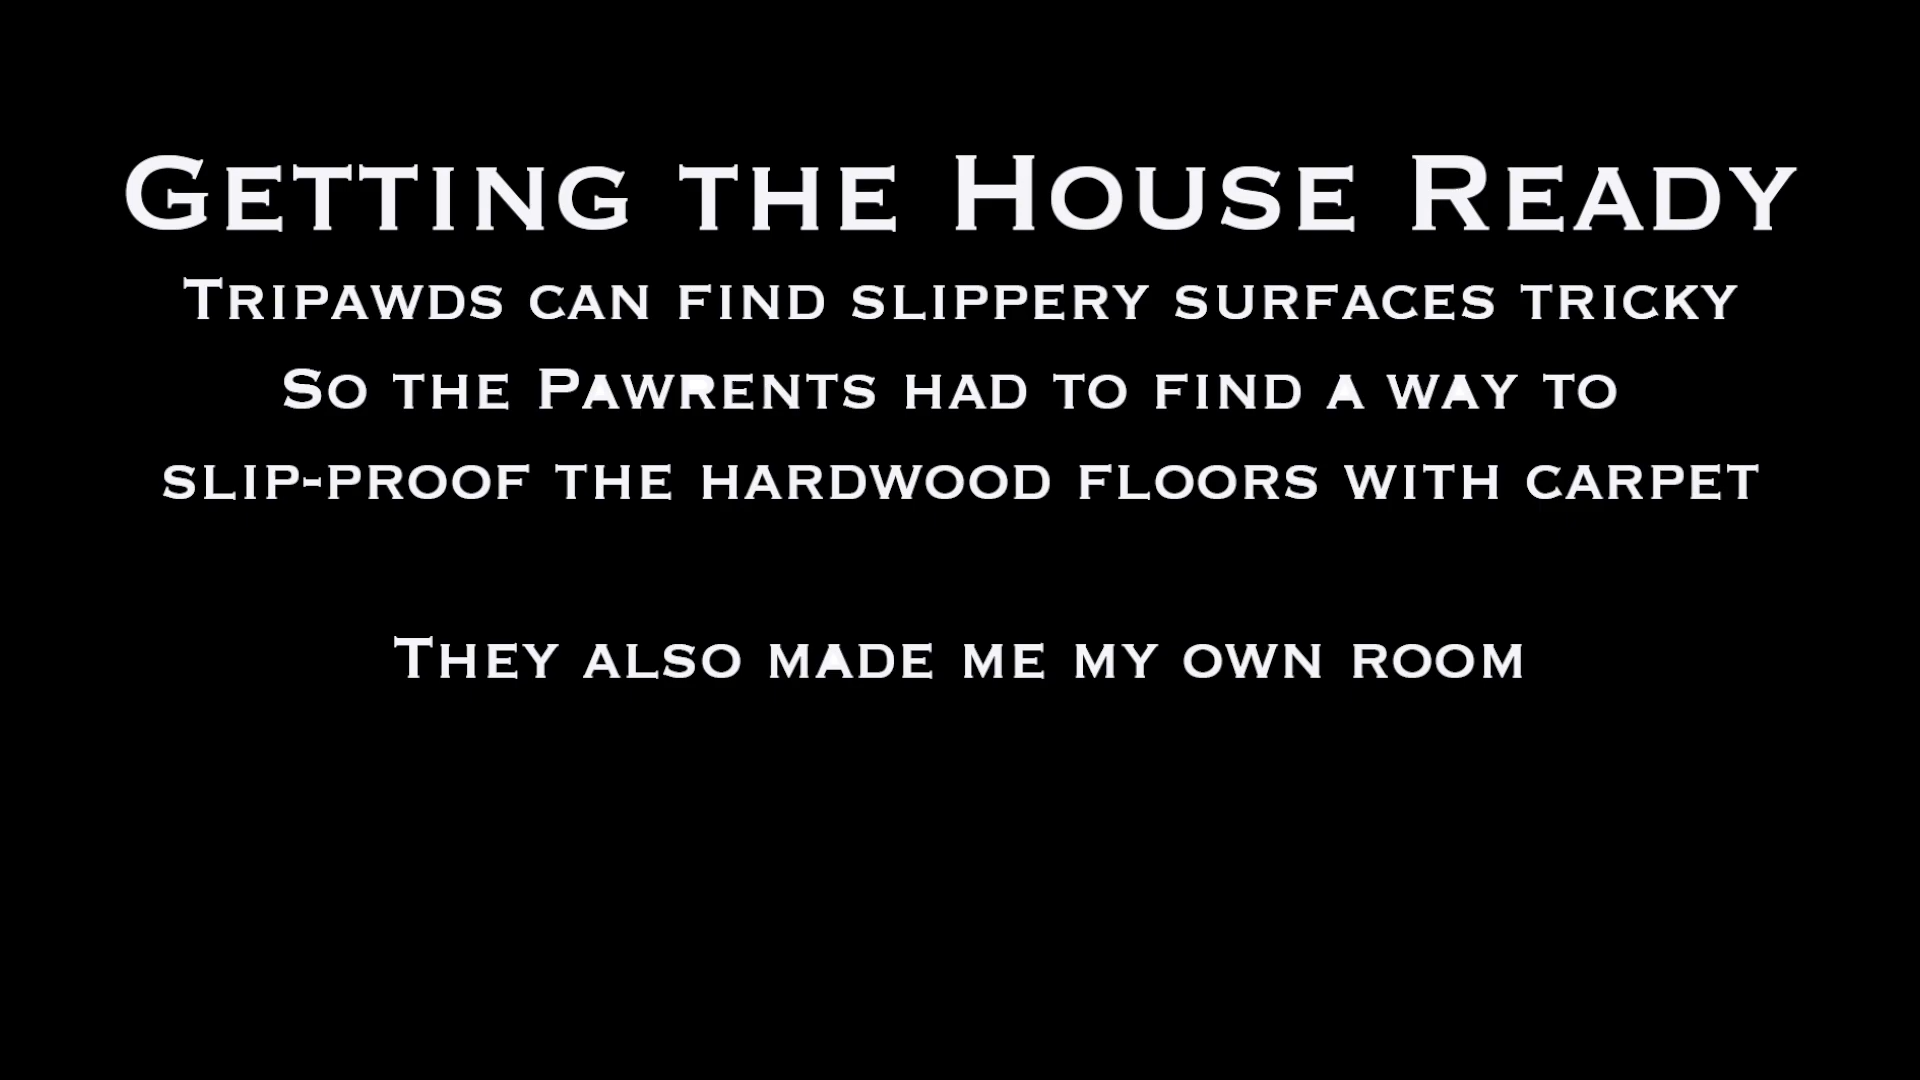 Getting the House Ready
Tripawds can find slippery surfaces tricky
So the Pawrents had to find a way to
slip-proof the hardwood floors with carpet
They also made me my own room